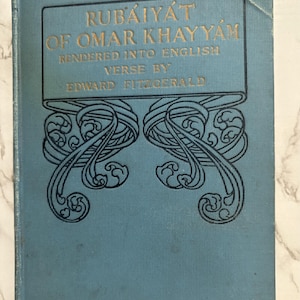 RUBÁIYÁT
OF OMAR KHAYYÁM
RENDERED INTO ENGLISH
VERSE BY
EDWARD FITZGERALD